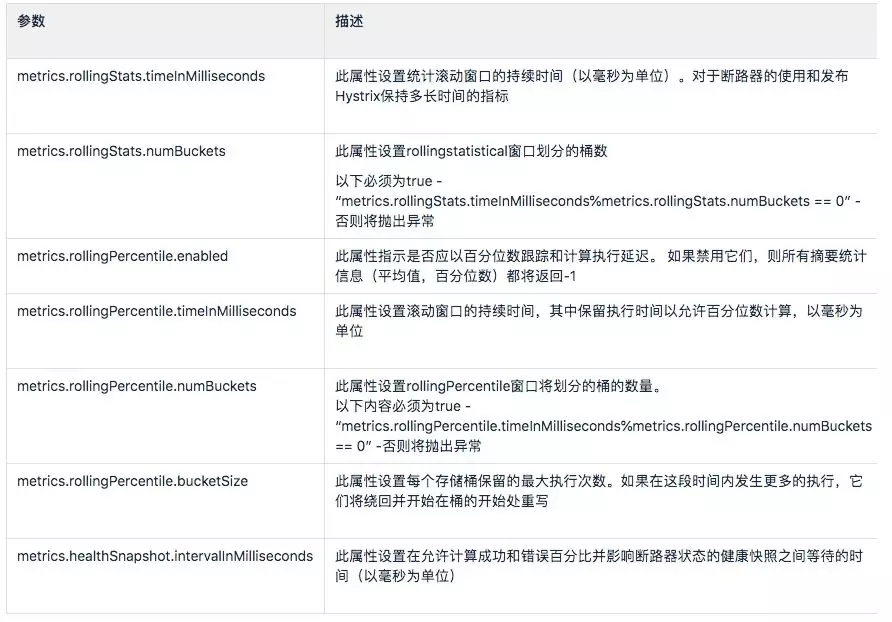 参数
描述
metrics.rollingStats.timeInMilliseconds
此属性设置统计滚动窗口的持续时间（以毫秒为单位）。对于断路器的使用和发布
Hystrix保持多长时间的指标
metrics.rollingStats.numBuckets
此属性设置rollingstatistical窗口划分的桶数
以下必须为true -
“metrics.rollingStats.timeInMilliseconds%metrics.rollingStats.numBuckets == 0” -
否则将抛出异常
metrics.rollingPercentile.enabled
此属性指示是否应以百分位数跟踪和计算执行延迟。 如果禁用它们，则所有摘要统计
信息（平均值，百分位数）都将返回-1
metrics.rollingPercentile.timeInMilliseconds
此属性设置滚动窗口的持续时间，其中保留执行时间以允许百分位数计算，以毫秒为
单位
metrics.rollingPercentile.numBuckets
此属性设置rollingPercentile窗口将划分的桶的数量。
以下内容必须为true -
“metrics.rollingPercentile.timeInMilliseconds%metrics.rollingPercentile.numBuckets
== 0” -否则将抛出异常
metrics.rollingPercentile.bucketSize
此属性设置每个存储桶保留的最大执行次数。如果在这段时间内发生更多的执行，它
们将绕回并开始在桶的开始处重写
metrics.healthSnapshot.intervalInMilliseconds
此属性设置在允许计算成功和错误百分比并影响断路器状态的健康快照之间等待的时
间（以毫秒为单位）